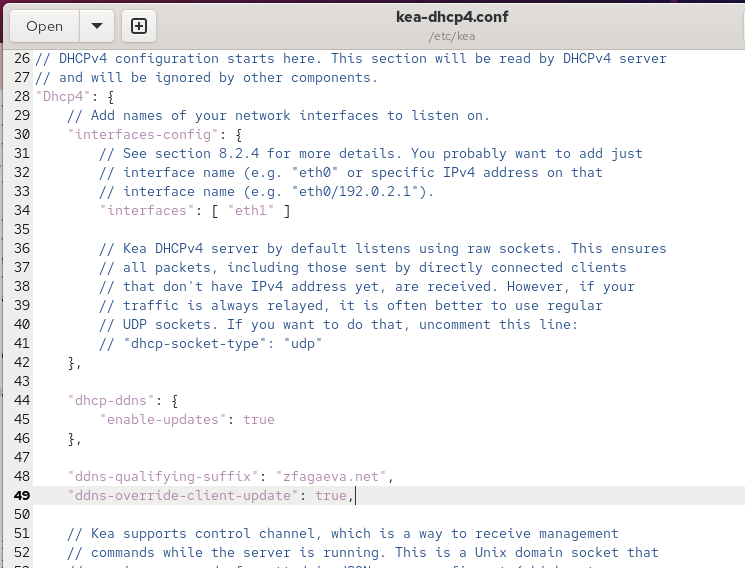 Open
kea-dhcp4.conf
/etc/kea
26 // DHCPv4 configuration starts here. This section will be read by DHCPv4 server
27 // and will be ignored by other components.
28 "Dhcp4": {
29 // Add names of your network interfaces to listen on.
30 "interfaces-config": {
31 // See section 8.2.4 for more details. You probably want to add just
32 // interface name (e.g. "eth0" or specific IPv4 address on that
33 // interface name (e.g. "eth0/192.0.2.1").
34 "interfaces": [ "eth1" ]
35
36 // Kea DHCPv4 server by default listens using raw sockets. This ensures
37 // all packets, including those sent by directly connected clients
38 // that don't have IPv4 address yet, are received. However, if your
39 // traffic is always relayed, it is often better to use regular
40 // UDP sockets. If you want to do that, uncomment this line:
41 // "dhcp-socket-type": "udp"
42 },
43
44 "dhcp-ddns": {
45 "enable-updates": true
46 },
47
48 "ddns-qualifying-suffix": "zfagaeva.net",
49 "ddns-override-client-update": true,
50
51 // Kea supports control channel, which is a way to receive management
52 // commands while the server is running. This is a Unix domain socket that